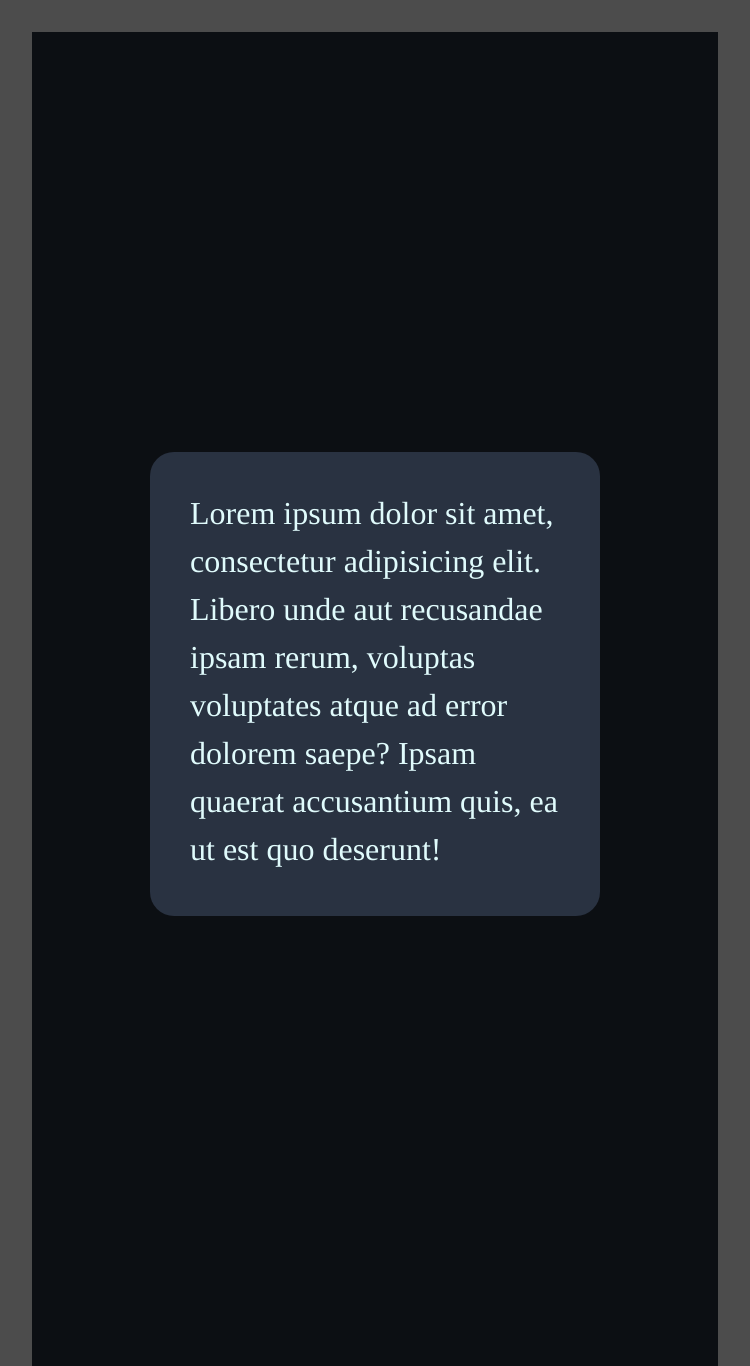 Lorem ipsum dolor sit amet,
consectetur adipisicing elit.
Libero unde aut recusandae
ipsam rerum, voluptas
voluptates atque ad error
dolorem saepe? Ipsam
quaerat accusantium quis, ea
ut est quo deserunt!